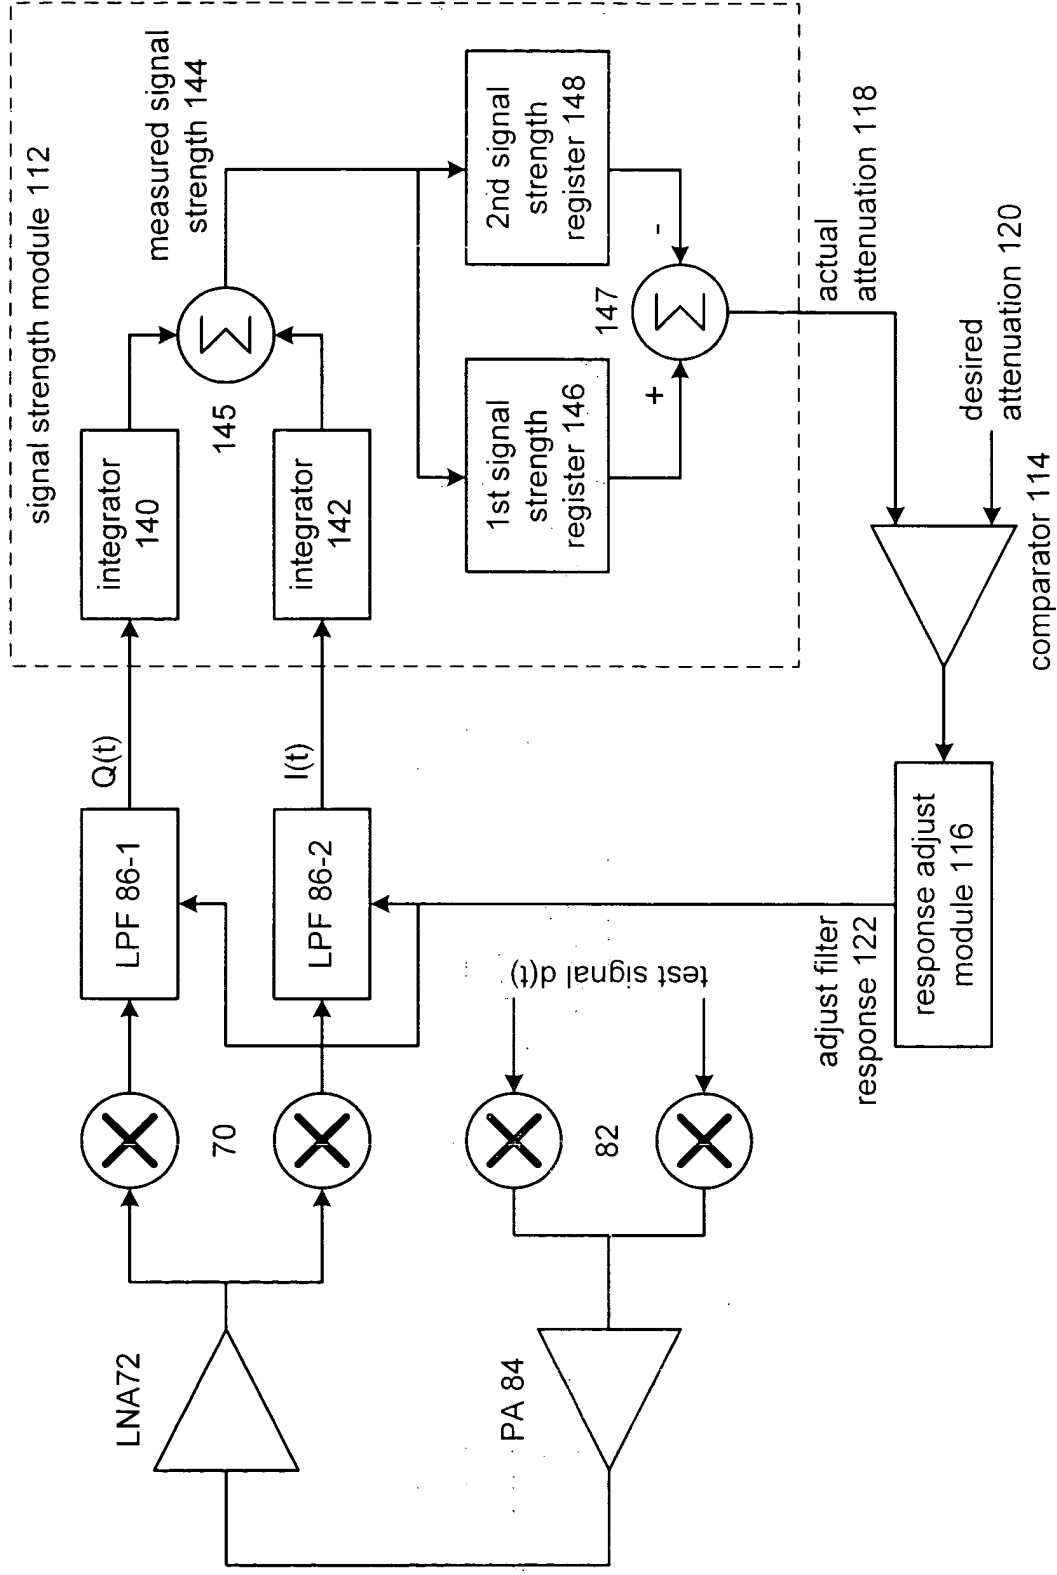 signal strength module 112
measured signal
strength 144
integrator
140
145
integrator
142
2nd signal
strength
register 148
1st signal
strength
register 146
147
-
+
Σ
Σ
actual
attenuation 118
desired
attenuation 120
comparator 114
Q(t)
I(t)
LPF 86-1
LPF 86-2
response adjust
module 116
adjust filter
response 122
test signal d(t)
70
82
LNA72
PA 84